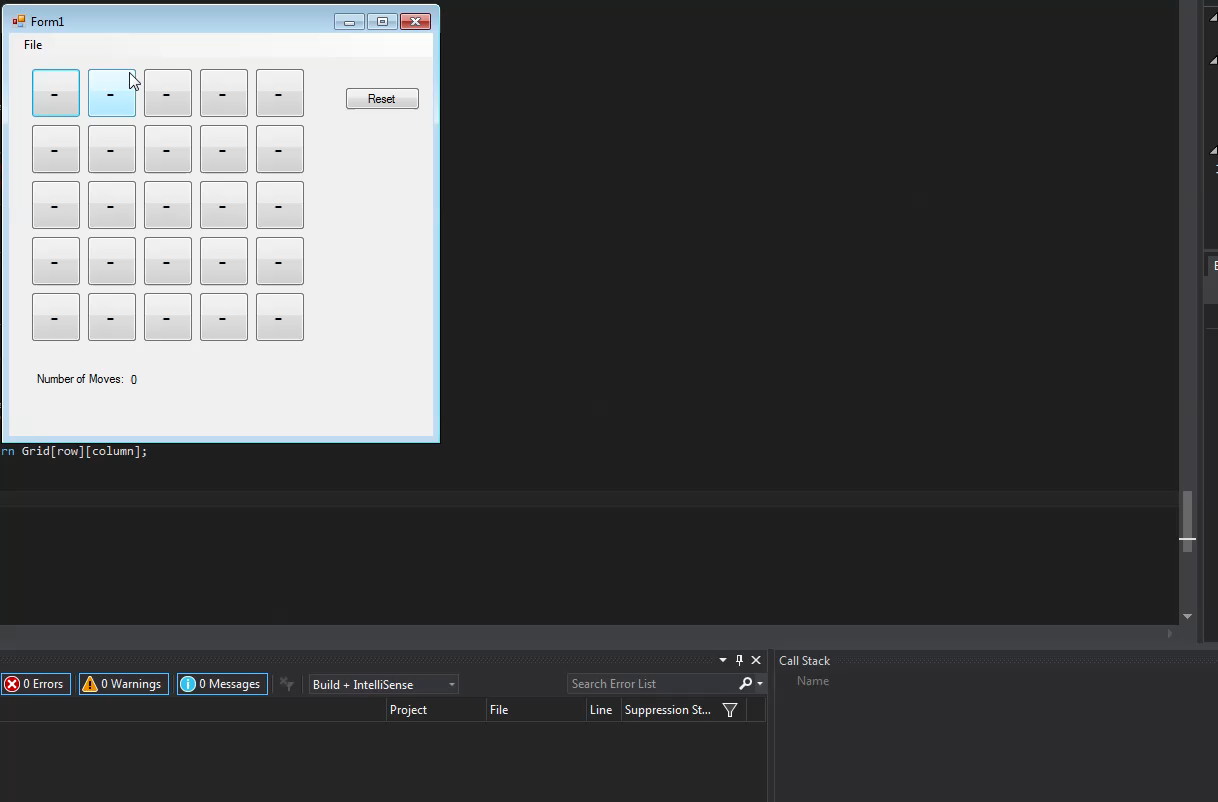 Form1
File
- - - - -
Reset
- - - - -
- - - - -
- - - - -
- - - - -
Number of Moves: 0
rn Grid[row][column];
Call Stack
0 Errors
0 Warnings
0 Messages
Build + IntelliSense
Search Error List
Name
Project
File
Line
Suppression St...